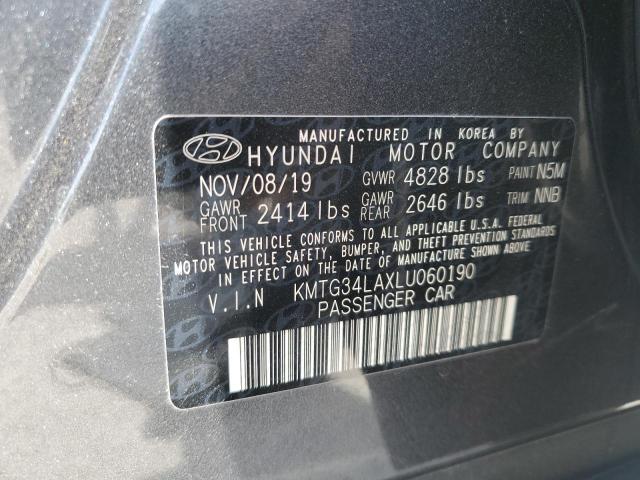 MANUFACTURED IN KOREA BY
HYUNDAI MOTOR COMPANY
NOV/08/19 GVWR 4828 lbs PAINT N5M
GAWR FRONT 2414 lbs GAWR REAR 2646 lbs TRIM NNB
THIS VEHICLE CONFORMS TO ALL APPLICABLE U.S.A. FEDERAL
MOTOR VEHICLE SAFETY, BUMPER, AND THEFT PREVENTION STANDARDS
IN EFFECT ON THE DATE OF MANUFACTURE SHOWN ABOVE.
V.I.N KMTG34LAXLU060190
PASSENGER CAR